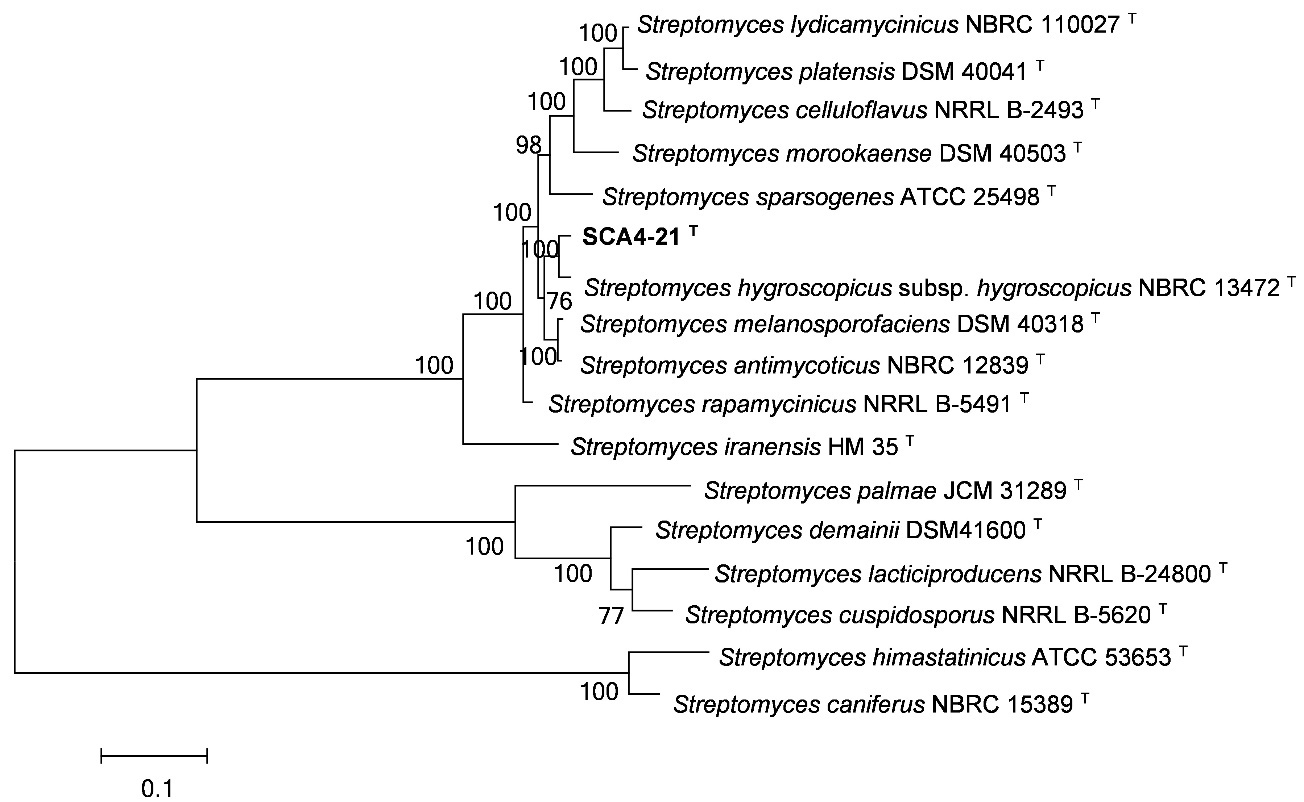 100 Streptomyces lydicamycinicus NBRC 110027 T
100 Streptomyces platensis DSM 40041 T
100 Streptomyces celluloflavus NRRL B-2493 T
98 Streptomyces morookaense DSM 40503 T
Streptomyces sparsogenes ATCC 25498 T
100
SCA4-21 T
100
Streptomyces hygroscopicus subsp. hygroscopicus NBRC 13472 T
100 76
Streptomyces melanosporofaciens DSM 40318 T
100 100 Streptomyces antimycoticus NBRC 12839 T
Streptomyces rapamycinicus NRRL B-5491 T
Streptomyces iranensis HM 35 T
Streptomyces palmae JCM 31289 T
Streptomyces demainii DSM41600 T
100
100 Streptomyces lacticiproducens NRRL B-24800 T
77 Streptomyces cuspidosporus NRRL B-5620 T
Streptomyces himastatinicus ATCC 53653 T
100
Streptomyces caniferus NBRC 15389 T
0.1